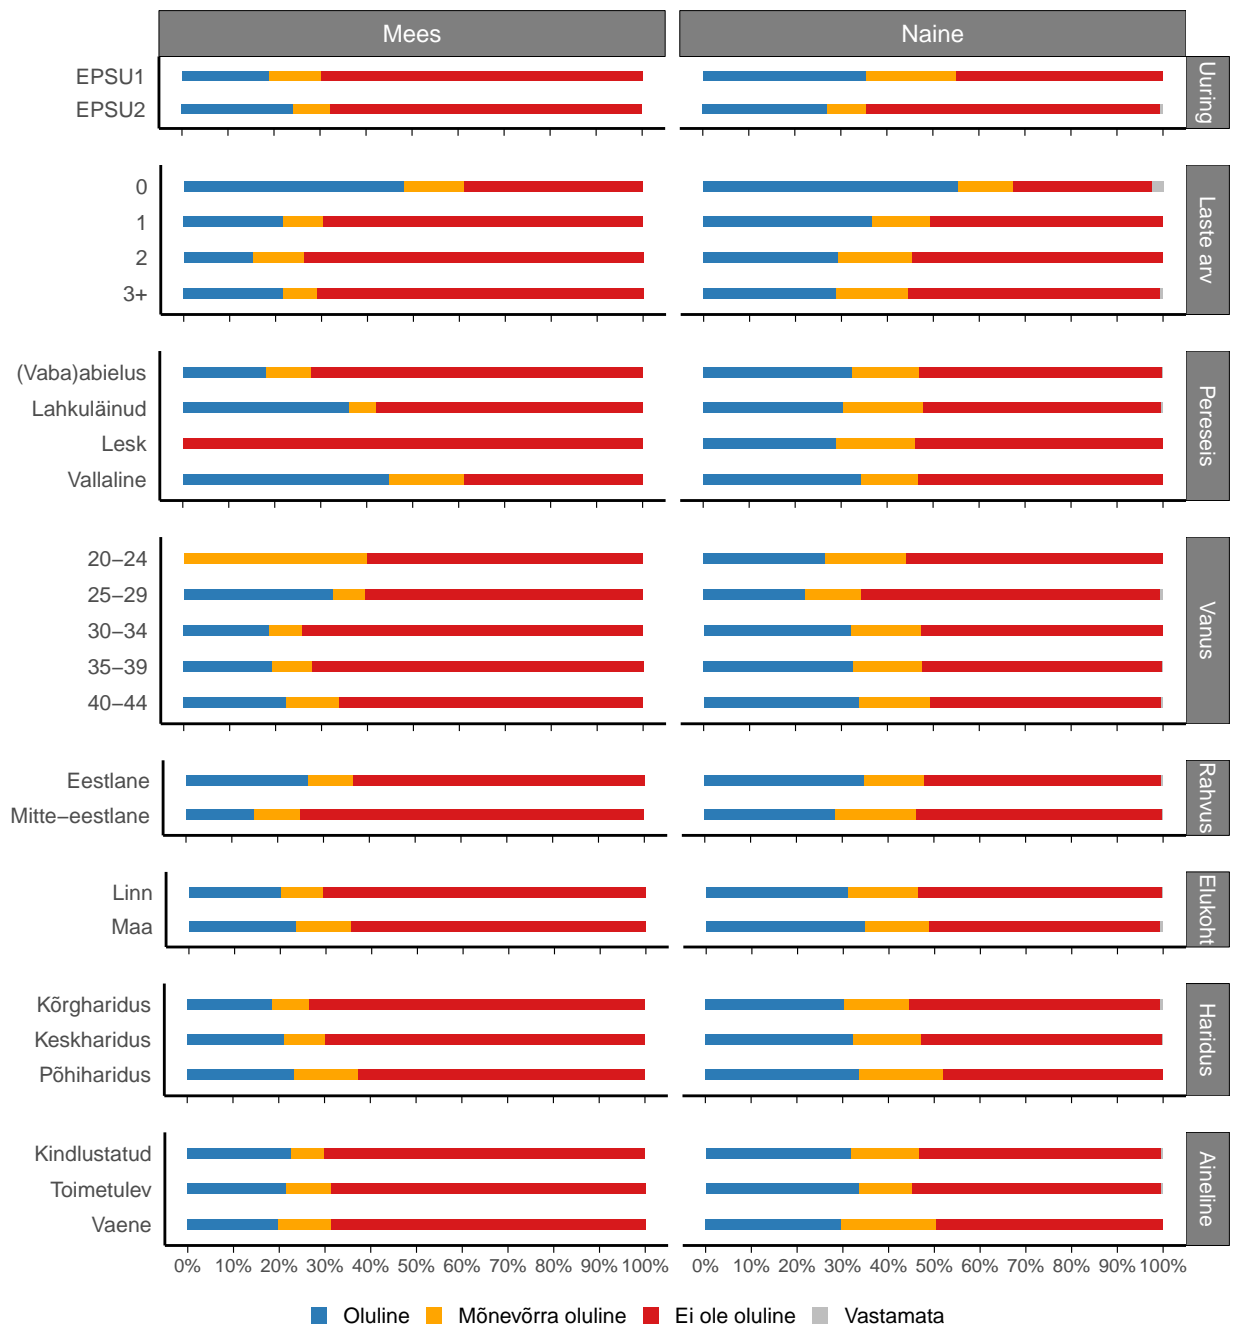 Mees Naine
EPSU1
EPSU2
Uuring
0
1
2
3+
Laste arv
(Vaba)abielus
Lahkuläinud
Lesk
Vallaline
Pereseis
20−24
25−29
30−34
35−39
40−44
Vanus
Eestlane
Mitte−eestlane
Rahvus
Linn
Maa
Elukoht
Kõrgharidus
Keskharidus
Põhiharidus
Haridus
Kindlustatud
Toimetulev
Vaene
Aineline
0% 10% 20% 30% 40% 50% 60% 70% 80% 90% 100% 0% 10% 20% 30% 40% 50% 60% 70% 80% 90% 100%
Oluline Mõnevõrra oluline Ei ole oluline Vastamata